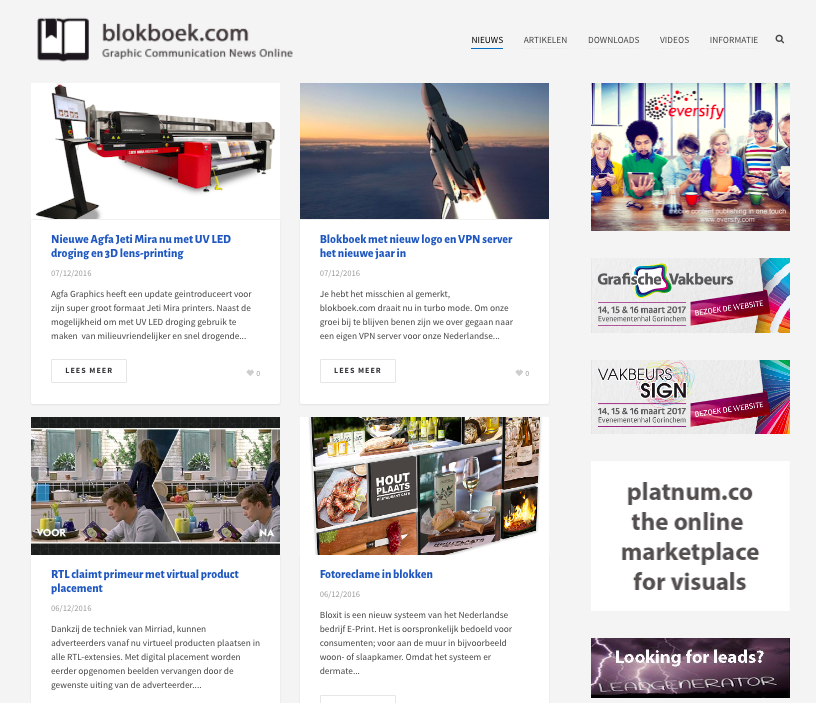 blokboek.com
Graphic Communication News Online
NIEUWS
ARTIKELEN
DOWNLOADS
VIDEOS
INFORMATIE
Nieuwe Agfa Jeti Mira nu met UV LED
droging en 3D lens-printing
07/12/2016
Agfa Graphics heeft een update geintroduceert voor
zijn super groot formaat Jeti Mira printers. Naast de
mogelijkheid om met UV LED droging gebruik te
maken van milieuvriendelijker en snel drogende...
LEES MEER
0
Blokboek met nieuw logo en VPN server
het nieuwe jaar in
07/12/2016
Je hebt het misschien al gemerkt,
blokboek.com draait nu in turbo mode. Om onze
groei bij te blijven benen zijn we over gegaan naar
een eigen VPN server voor onze Nederlandse...
LEES MEER
0
VOOR
NA
RTL claimt primeur met virtual product
placement
06/12/2016
Dankzij de techniek van Mirriad, kunnen
adverteerders vanaf nu virtueel producten plaatsen in
alle RTL-extensies. Met digital placement worden
eerder opgenomen beelden vervangen door de
gewenste uiting van de adverteerder....
HOUT
PLAATS
Fotoreclame in blokken
06/12/2016
Bloxit is een nieuw systeem van het Nederlandse
bedrijf E-Print. Het is oorspronkelijk bedoeld voor
consumenten; voor aan de muur in bijvoorbeeld
woon- of slaapkamer. Omdat het systeem er
dermate...
eversify
mobile content publishing in one touch
www.eversify.com
Grafische Vakbeurs
14, 15 & 16 maart 2017
Evenementenhal Gorinchem
BEZOEK DE WEBSITE
VAKBEURS
SIGN
14, 15 & 16 maart 2017
Evenementenhal Gorinchem
BEZOEK DE WEBSITE
platnum.co
the online
marketplace
for visuals
Looking for leads?
LEADGENERATOR